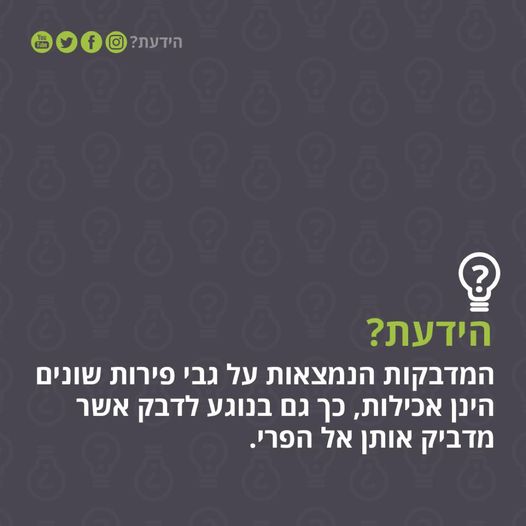 הידעת?
You Tube
?
הידעת?
המדבקות הנמצאות על גבי פירות שונים
הינן אכילות, כך גם בנוגע לדבק אשר
מדביק אותן אל הפרי.